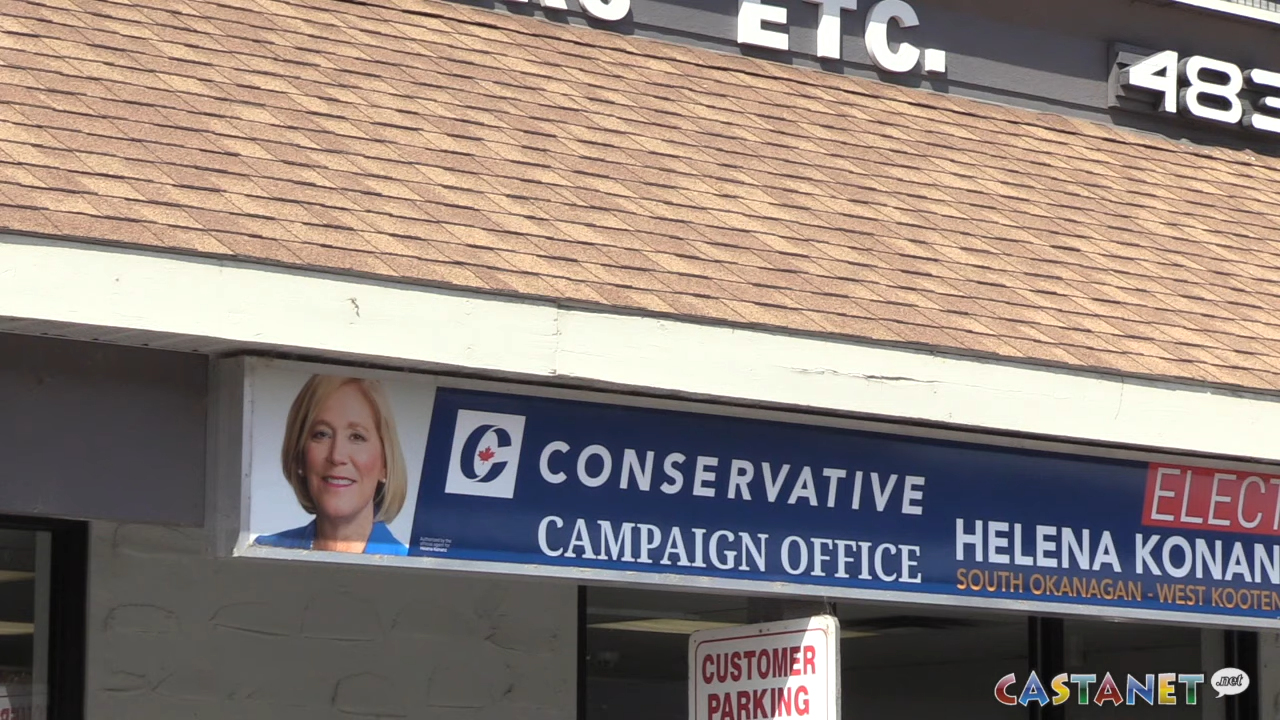 ETC.
483
CONSERVATIVE
CAMPAIGN OFFICE
ELECT
HELENA KONAN
SOUTH OKANAGAN - WEST KOOTEN
CUSTOMER
PARKING
CASTANET .net